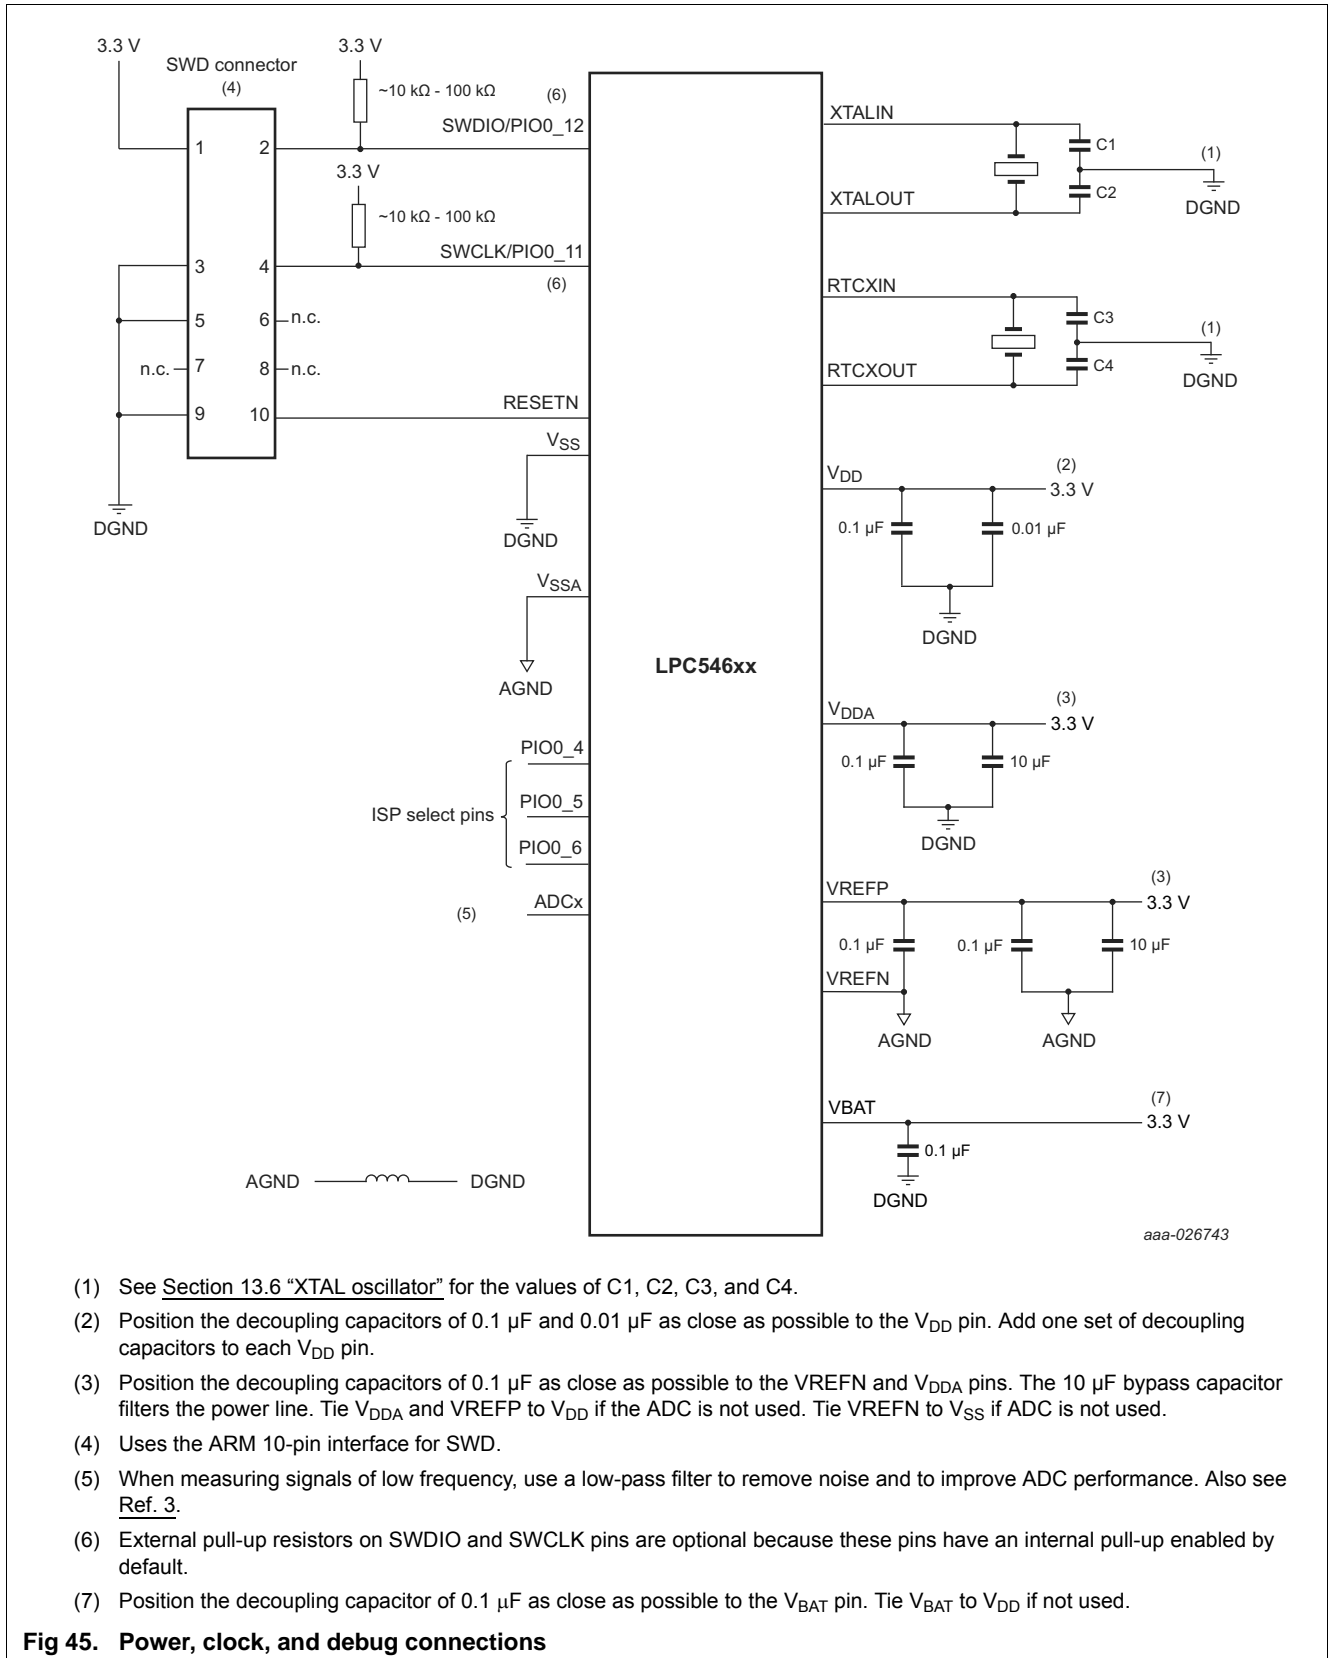 3.3 V
SWD connector
(4)
3.3 V
~10 kΩ - 100 kΩ
(6)
SWDIO/PIO0_12
1
2
3.3 V
~10 kΩ - 100 kΩ
SWCLK/PIO0_11
3
4
(6)
5
6
n.c.
n.c.
7
8
n.c.
9
10
RESETN
DGND
VSS
DGND
VSSA
AGND
PIO0_4
ISP select pins
PIO0_5
PIO0_6
(5)
ADCx
AGND
DGND
LPC546xx
XTALIN
C1
(1)
C2
DGND
XTALOUT
RTCXIN
C3
(1)
C4
DGND
RTCXOUT
VDD
(2)
3.3 V
0.1 µF
0.01 µF
DGND
VDDA
(3)
3.3 V
0.1 µF
10 µF
DGND
VREFP
(3)
3.3 V
0.1 µF
0.1 µF
10 µF
VREFN
AGND
AGND
VBAT
(7)
3.3 V
0.1 µF
DGND
aaa-026743
(1) See Section 13.6 “XTAL oscillator” for the values of C1, C2, C3, and C4.
(2) Position the decoupling capacitors of 0.1 µF and 0.01 µF as close as possible to the VDD pin. Add one set of decoupling
capacitors to each VDD pin.
(3) Position the decoupling capacitors of 0.1 µF as close as possible to the VREFN and VDDA pins. The 10 µF bypass capacitor
filters the power line. Tie VDDA and VREFP to VDD if the ADC is not used. Tie VREFN to VSS if ADC is not used.
(4) Uses the ARM 10-pin interface for SWD.
(5) When measuring signals of low frequency, use a low-pass filter to remove noise and to improve ADC performance. Also see
Ref. 3.
(6) External pull-up resistors on SWDIO and SWCLK pins are optional because these pins have an internal pull-up enabled by
default.
(7) Position the decoupling capacitor of 0.1 µF as close as possible to the VBAT pin. Tie VBAT to VDD if not used.
Fig 45. Power, clock, and debug connections